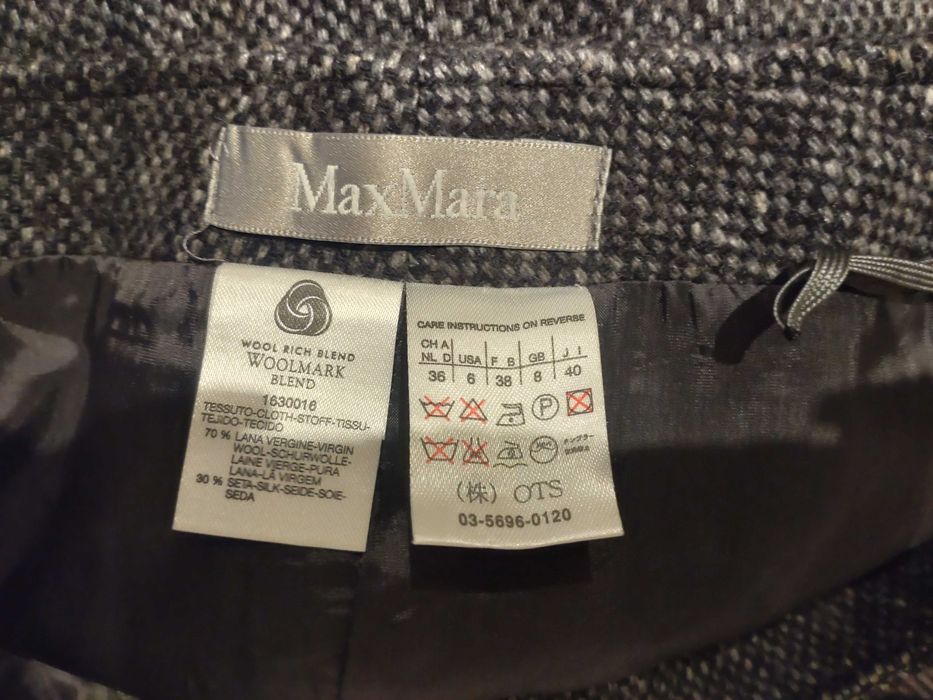 MaxMara
WOOL RICH BLEND
WOOLMARK
BLEND
1630016
TESSUTO-CLOTH-STOFF-TISSU-
TEJIDO-TECIDO
70 % LANA VERGINE-VIRGIN
WOOL-SCHURWOLLE-
LAINE VIERGE-PURA
LANA-LÃ VIRGEM
30 % SETA-SILK-SEIDE-SOIE-
SEDA
CARE INSTRUCTIONS ON REVERSE
CH A
NL D USA F B GB J I
36 6 38 8 40
P
(株) OTS
03-5696-0120